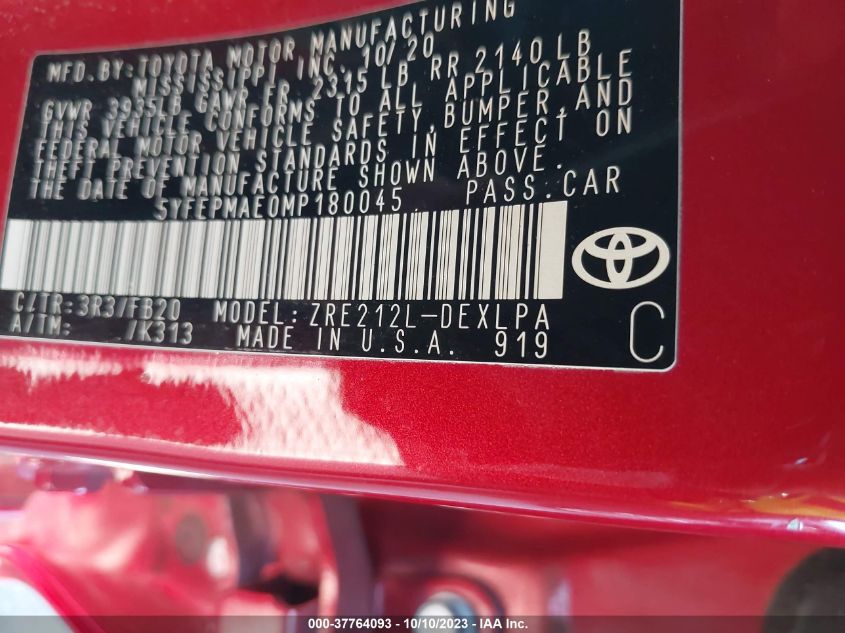 MFD. BY: TOYOTA MOTOR MANUFACTURING
MISSISSIPPI, INC. 10/20
GVWR 3955LB GAWR FR 2315 LB RR 2140 LB
THIS VEHICLE CONFORMS TO ALL APPLICABLE
FEDERAL MOTOR VEHICLE SAFETY, BUMPER, AND
THEFT PREVENTION STANDARDS IN EFFECT ON
THE DATE OF MANUFACTURE SHOWN ABOVE.
5YFEPMAE0MP180045 PASS. CAR
C/TR: 3R3/FB20 MODEL: ZRE212L-DEXLPA
A/TM: /K313 MADE IN U.S.A. 919 C
000-37764093 - 10/10/2023 - IAA Inc.